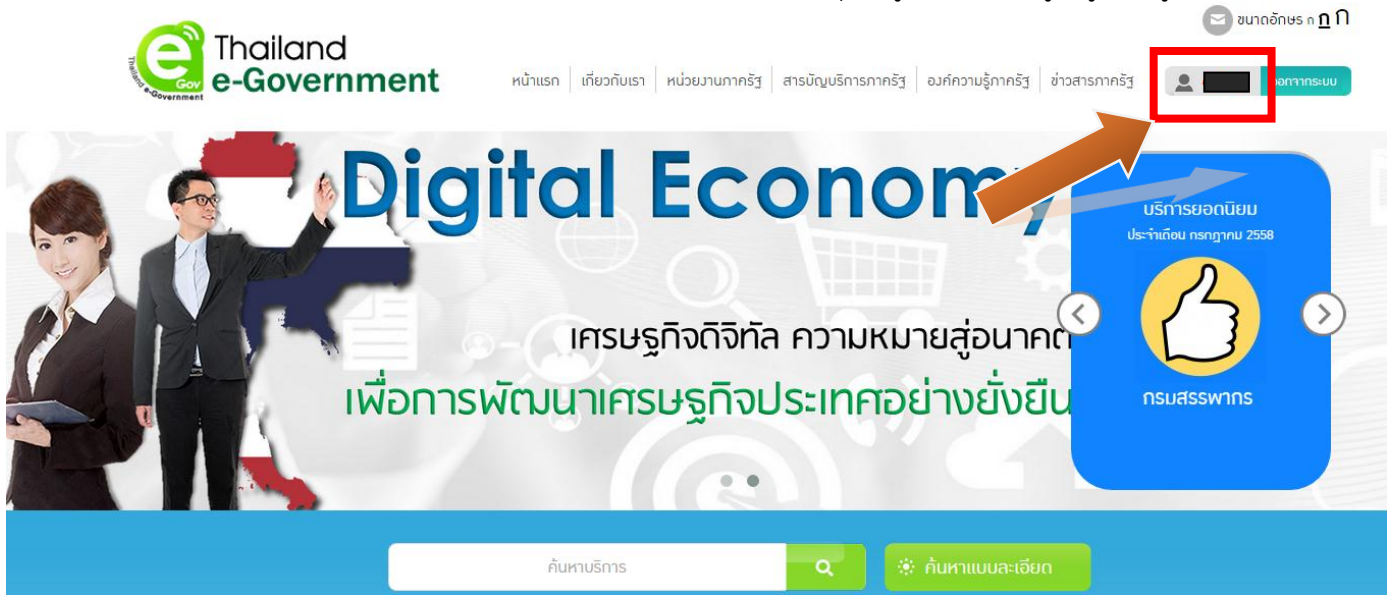 ขนาดอักษร ก ก ก
Thailand
e-Government
e
Gov
Thailand e-Government
หน้าแรก เกี่ยวกับเรา หน่วยงานภาครัฐ สารบัญบริการภาครัฐ องค์ความรู้ภาครัฐ ข่าวสารภาครัฐ
Digital Economy
เศรษฐกิจดิจิทัล ความหมายสู่อนาคต
เพื่อการพัฒนาเศรษฐกิจประเทศอย่างยั่งยืน
บริการยอดนิยม
ประจำเดือน กรกฎาคม 2558
กรมสรรพากร
ค้นหาบริการ
ค้นหาแบบละเอียด